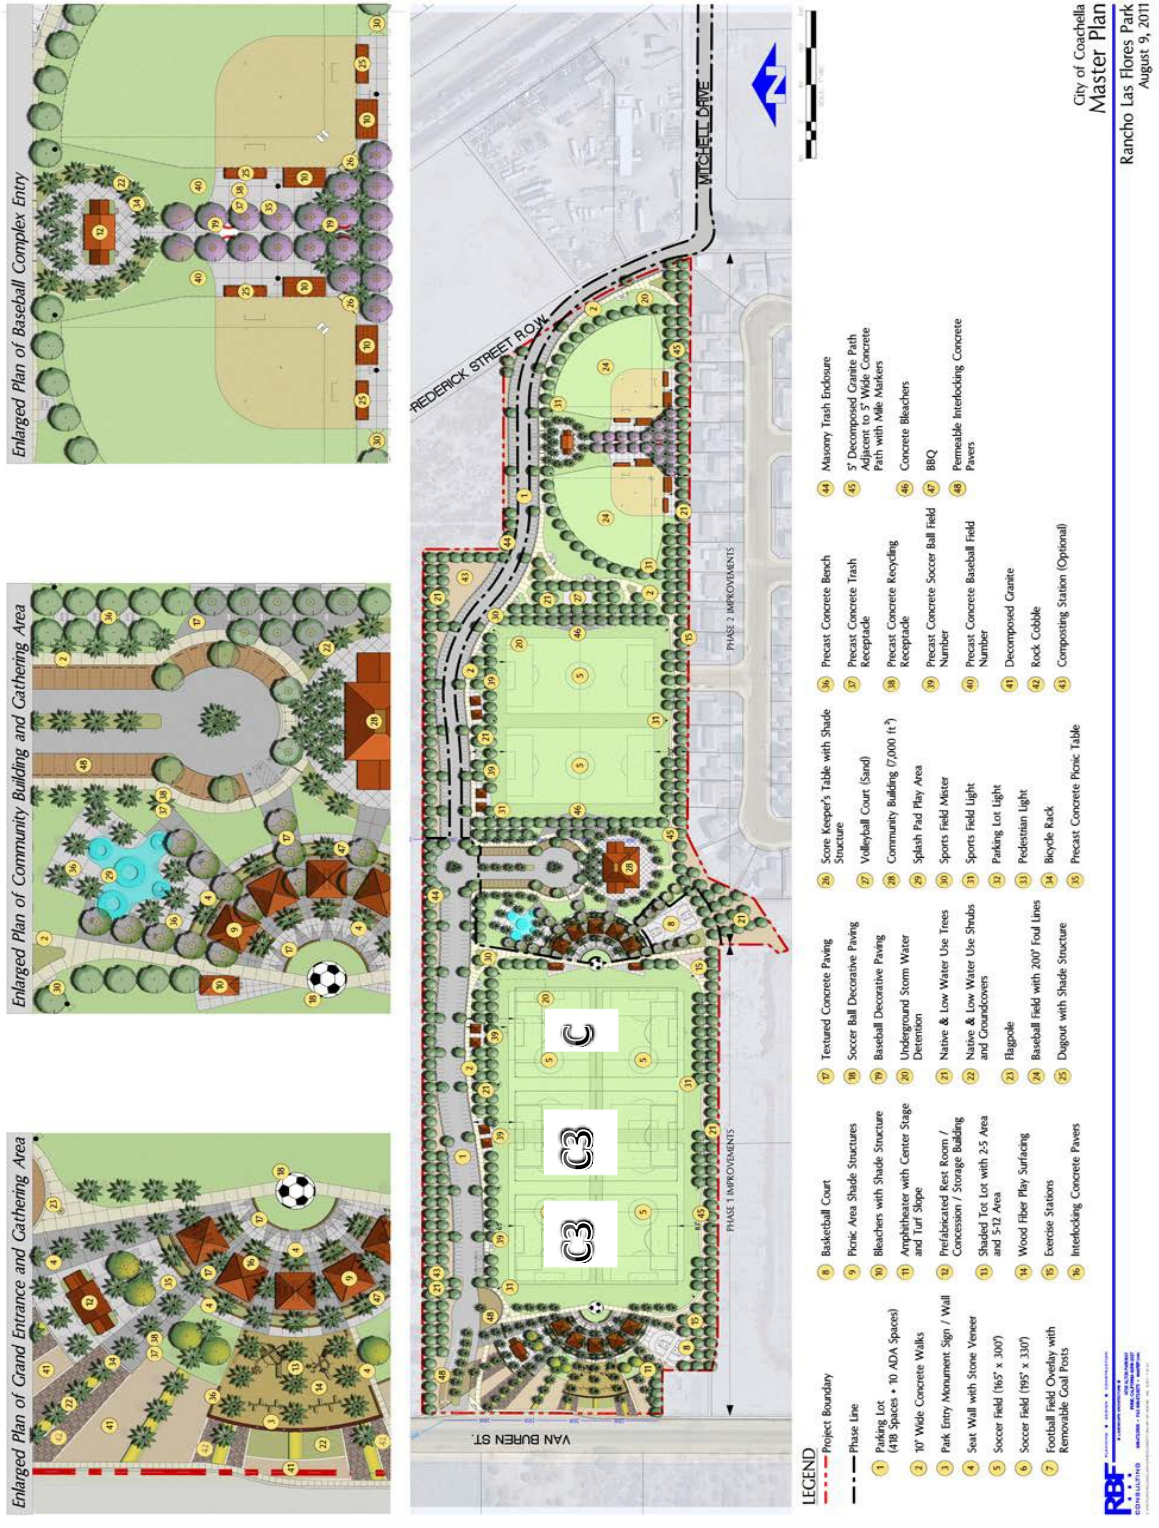 Enlarged Plan of Grand Entrance and Gathering Area
Enlarged Plan of Community Building and Gathering Area
Enlarged Plan of Baseball Complex Entry
VAN BUREN ST.
FREDERICK STREET R.O.W.
MITCHELL DRIVE
C3
C3
C
PHASE 1 IMPROVEMENTS
PHASE 2 IMPROVEMENTS
N
LEGEND
Project Boundary
Phase Line
1 Parking Lot
(418 Spaces + 10 ADA Spaces)
2 10' Wide Concrete Walks
3 Park Entry Monument Sign / Wall
4 Seat Wall with Stone Veneer
5 Soccer Field (165' x 300')
6 Soccer Field (195' x 330')
7 Football Field Overlay with
Removable Goal Posts
8 Basketball Court
9 Picnic Area Shade Structures
10 Bleachers with Shade Structure
11 Amphitheater with Center Stage
and Turf Slope
12 Prefabricated Rest Room /
Concession / Storage Building
13 Shaded Tot Lot with 2-5 Area
and 5-12 Area
14 Wood Fiber Play Surfacing
15 Exercise Stations
16 Interlocking Concrete Pavers
17 Textured Concrete Paving
18 Soccer Ball Decorative Paving
19 Baseball Decorative Paving
20 Underground Storm Water
Detention
21 Native & Low Water Use Trees
22 Native & Low Water Use Shrubs
and Groundcovers
23 Flagpole
24 Baseball Field with 200' Foul Lines
25 Dugout with Shade Structure
26 Score Keeper's Table with Shade
Structure
27 Volleyball Court (Sand)
28 Community Building (7,000 ft²)
29 Splash Pad Play Area
30 Sports Field Mister
31 Sports Field Light
32 Parking Lot Light
33 Pedestrian Light
34 Bicycle Rack
35 Precast Concrete Picnic Table
36 Precast Concrete Bench
37 Precast Concrete Trash
Receptacle
38 Precast Concrete Recycling
Receptacle
39 Precast Concrete Soccer Ball Field
Number
40 Precast Concrete Baseball Field
Number
41 Decomposed Granite
42 Rock Cobble
43 Composting Station (Optional)
44 Masonry Trash Enclosure
45 5' Decomposed Granite Path
Adjacent to 5' Wide Concrete
Path with Mile Markers
46 Concrete Bleachers
47 BBQ
48 Permeable Interlocking Concrete
Pavers
RBF
CONSULTING
City of Coachella
Master Plan
Rancho Las Flores Park
August 9, 2011